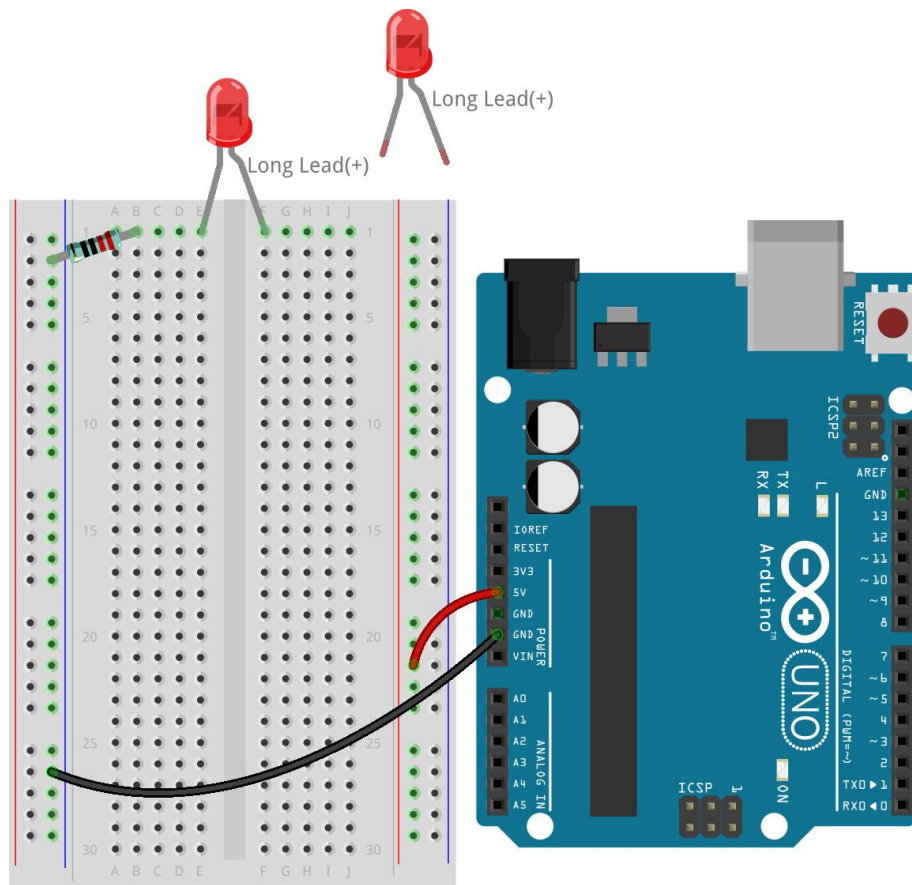 Long Lead(+)
Long Lead(+)
A B C D E F G H I J
1 1
5 5
10 10
15 15
20 20
25 25
30 30
A B C D E F G H I J
RESET
ICSP2
AREF
GND
13
12
~11
~10
~9
8
7
~6
~5
4
~3
2
TX0▶1
RX0◀0
RX
TX
L
Arduino™
UNO
DIGITAL (PWM=~)
ON
ICSP
1
IOREF
RESET
3V3
5V
GND
GND
VIN
POWER
A0
A1
A2
A3
A4
A5
ANALOG IN